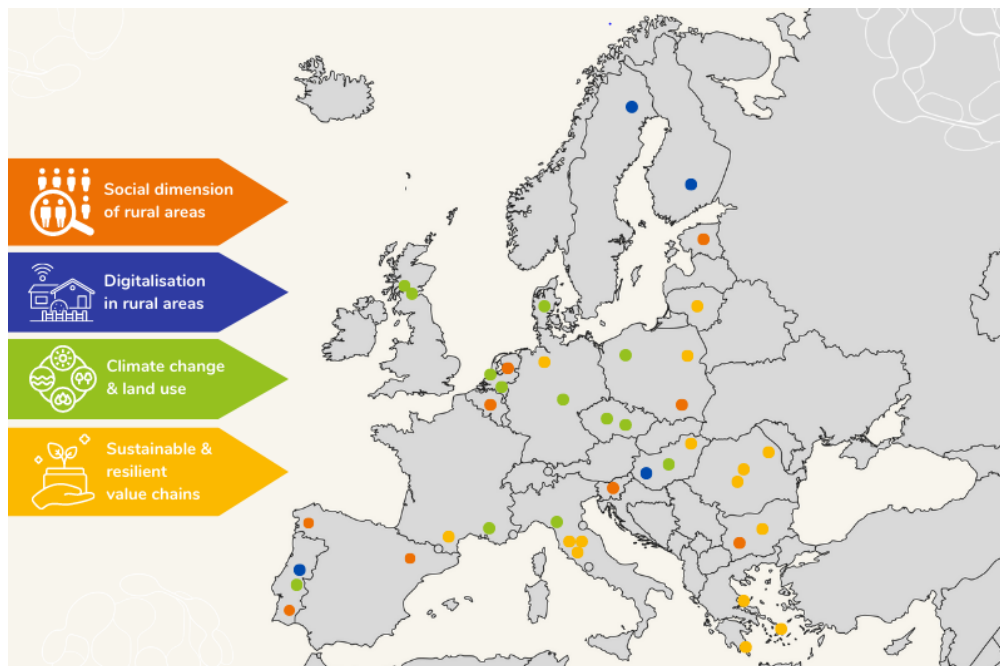 Social dimension
of rural areas
Digitalisation
in rural areas
Climate change
& land use
Sustainable &
resilient
value chains